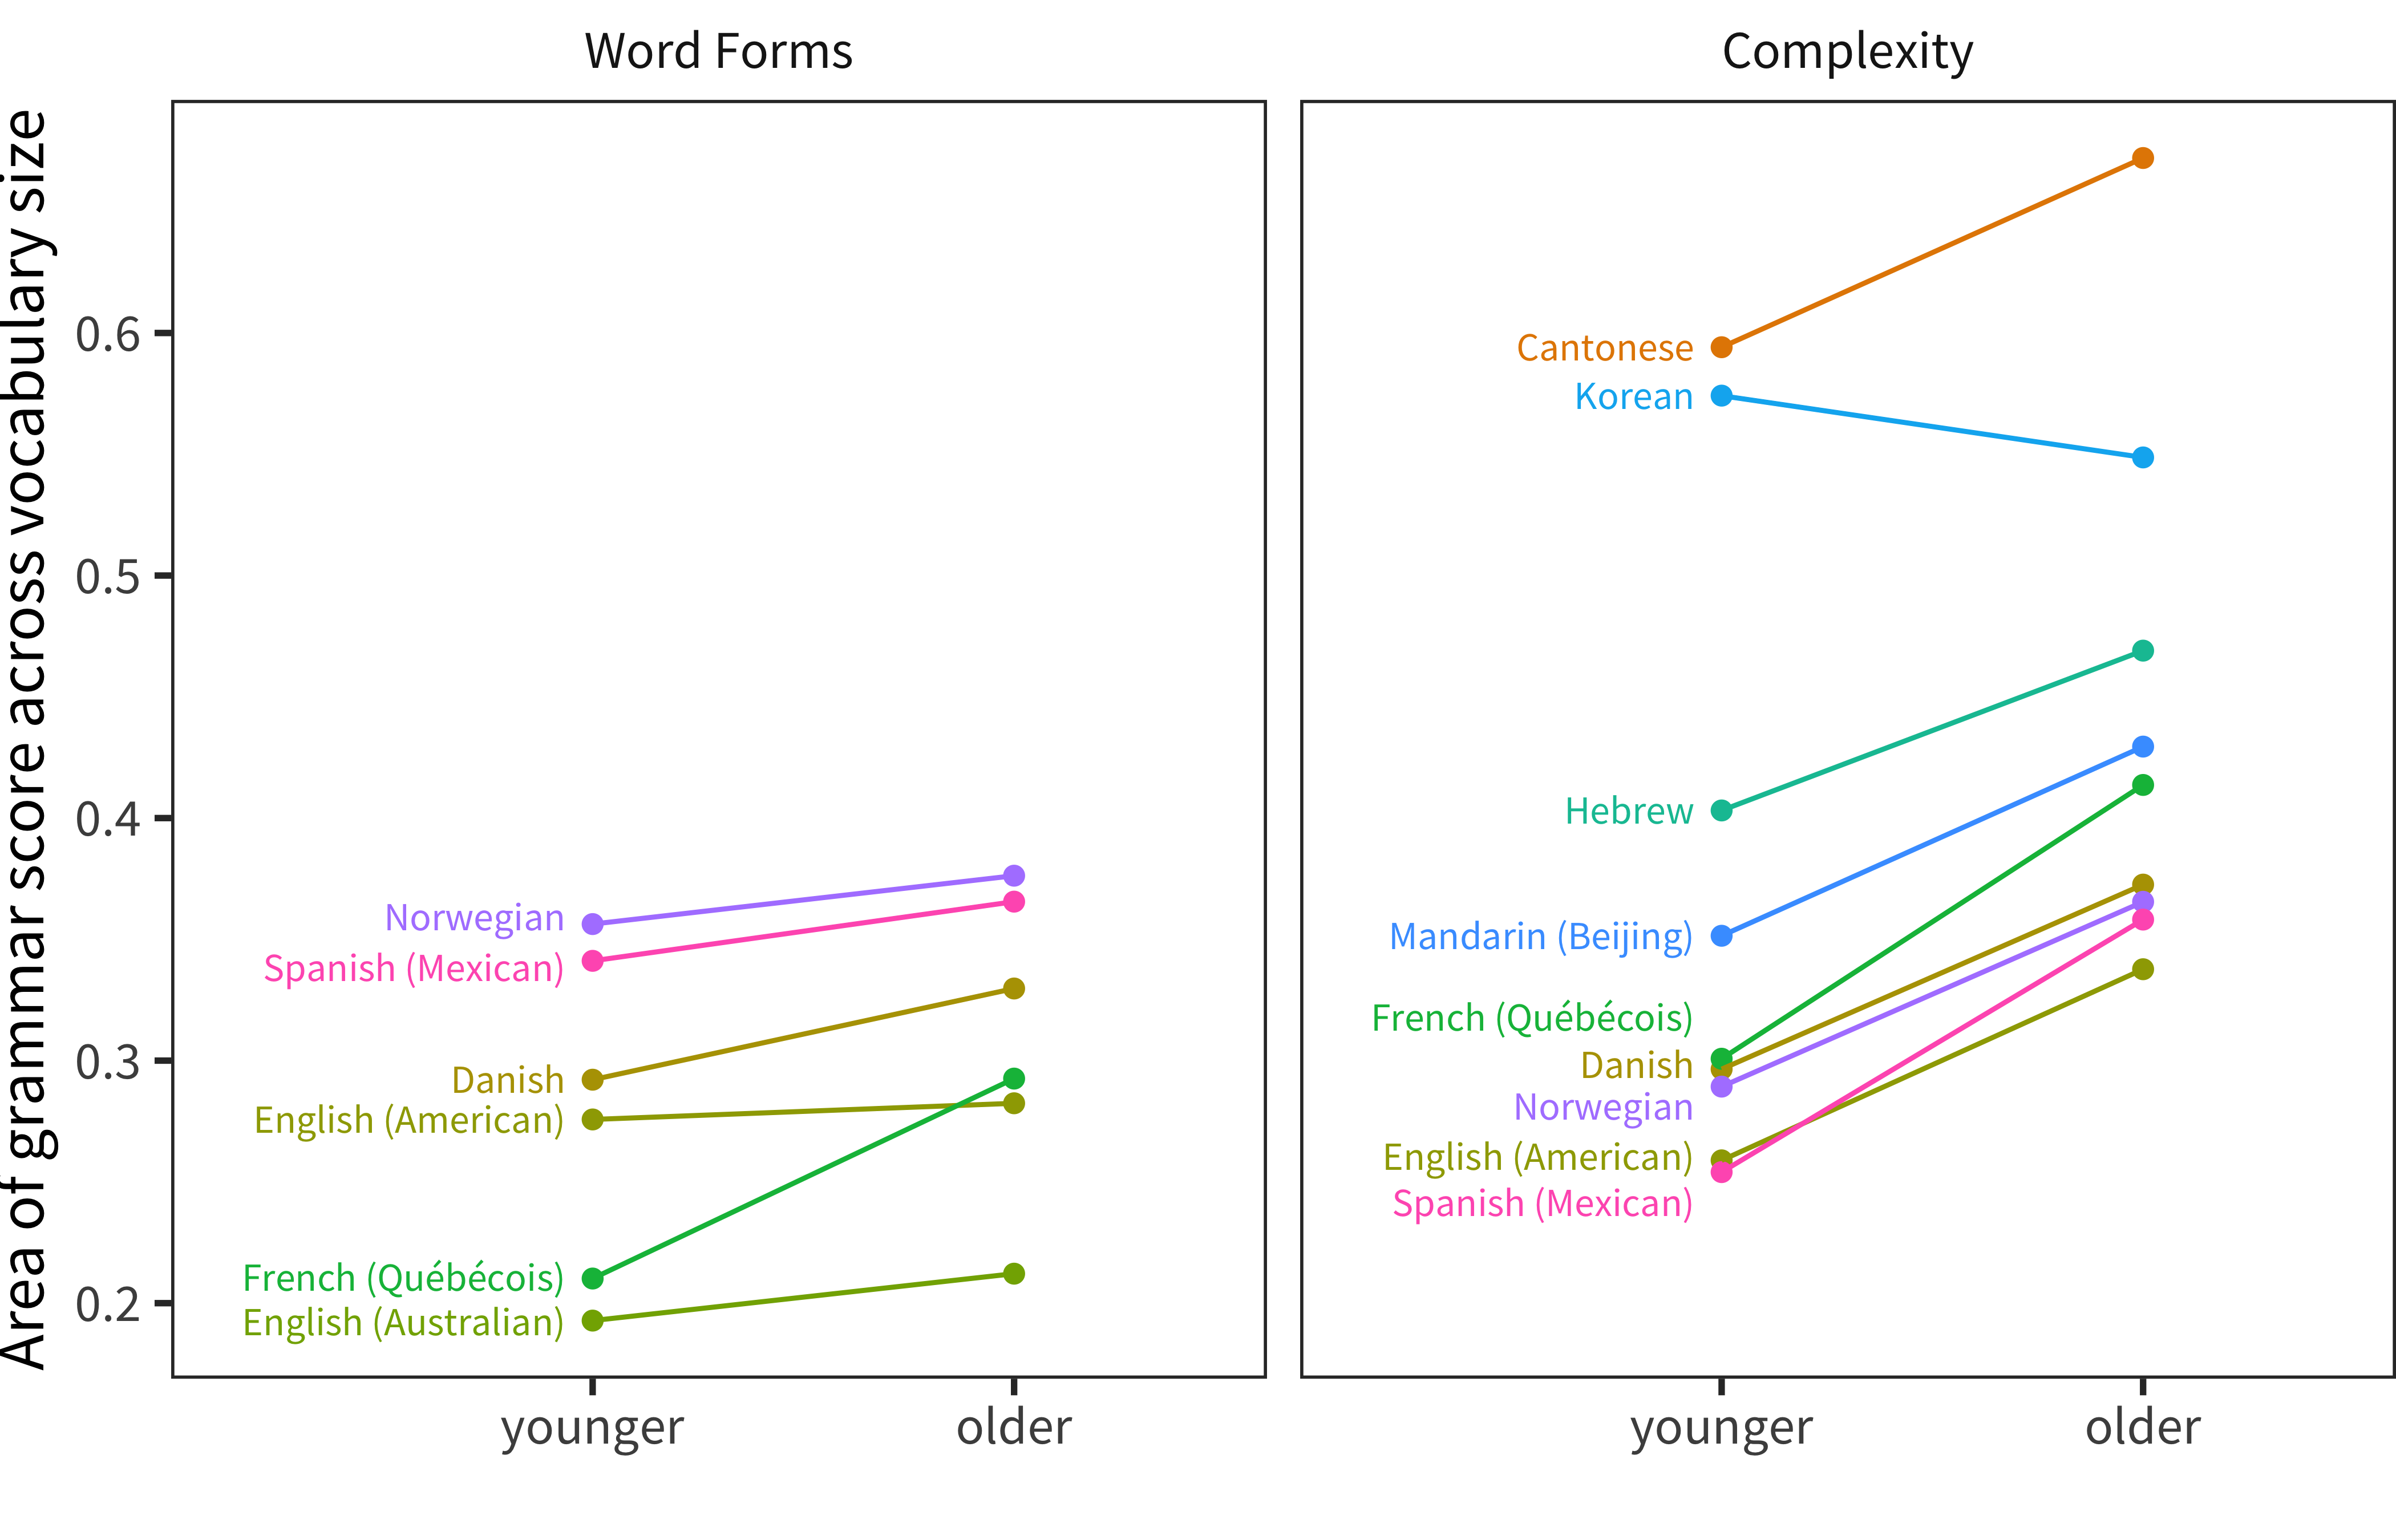 Word Forms
Complexity
Area of grammar score across vocabulary size
0.6
0.5
0.4
0.3
0.2
Norwegian
Spanish (Mexican)
Danish
English (American)
French (Québécois)
English (Australian)
Cantonese
Korean
Hebrew
Mandarin (Beijing)
French (Québécois)
Danish
Norwegian
English (American)
Spanish (Mexican)
younger
older
younger
older